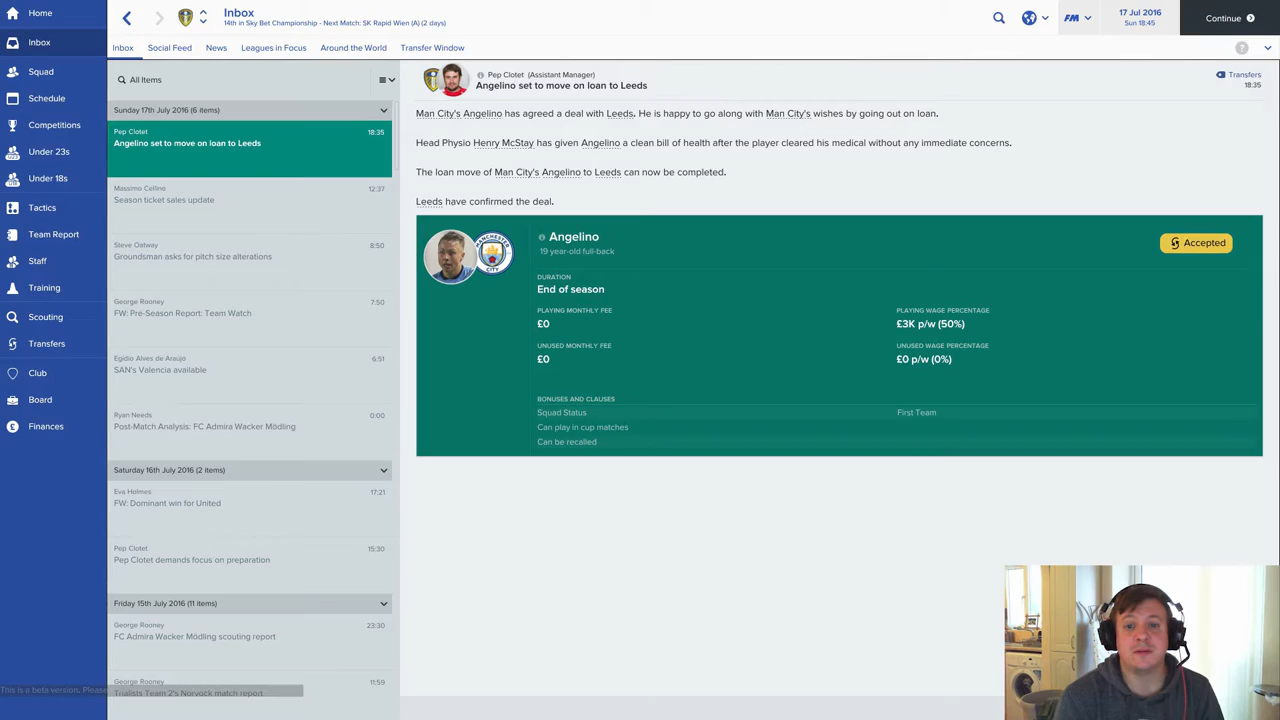 Home
Inbox
Squad
Schedule
Competitions
Under 23s
Under 18s
Tactics
Team Report
Staff
Training
Scouting
Transfers
Club
Board
Finances
This is a beta version. Please
Inbox
14th in Sky Bet Championship - Next Match: SK Rapid Wien (A) (2 days)
FM
17 Jul 2016
Sun 18:45
Continue
Inbox
Social Feed
News
Leagues in Focus
Around the World
Transfer Window
?
All Items
Sunday 17th July 2016 (6 items)
Pep Clotet 18:35
Angelino set to move on loan to Leeds
Massimo Cellino 12:37
Season ticket sales update
Steve Oatway 8:50
Groundsman asks for pitch size alterations
George Rooney 7:50
FW: Pre-Season Report: Team Watch
Egidio Alves de Araújo 6:51
SAN's Valencia available
Ryan Needs 0:00
Post-Match Analysis: FC Admira Wacker Mödling
Saturday 16th July 2016 (2 items)
Eva Holmes 17:21
FW: Dominant win for United
Pep Clotet 15:30
Pep Clotet demands focus on preparation
Friday 15th July 2016 (11 items)
George Rooney 23:30
FC Admira Wacker Mödling scouting report
George Rooney 11:59
Trialists Team 2's Norvock match report
Pep Clotet (Assistant Manager)
Angelino set to move on loan to Leeds
Transfers
18:35
Man City's Angelino has agreed a deal with Leeds. He is happy to go along with Man City's wishes by going out on loan.
Head Physio Henry McStay has given Angelino a clean bill of health after the player cleared his medical without any immediate concerns.
The loan move of Man City's Angelino to Leeds can now be completed.
Leeds have confirmed the deal.
MANCHESTER
CITY
Angelino
19 year-old full-back
Accepted
DURATION
End of season
PLAYING MONTHLY FEE
£0
PLAYING WAGE PERCENTAGE
£3K p/w (50%)
UNUSED MONTHLY FEE
£0
UNUSED WAGE PERCENTAGE
£0 p/w (0%)
BONUSES AND CLAUSES
Squad Status First Team
Can play in cup matches
Can be recalled